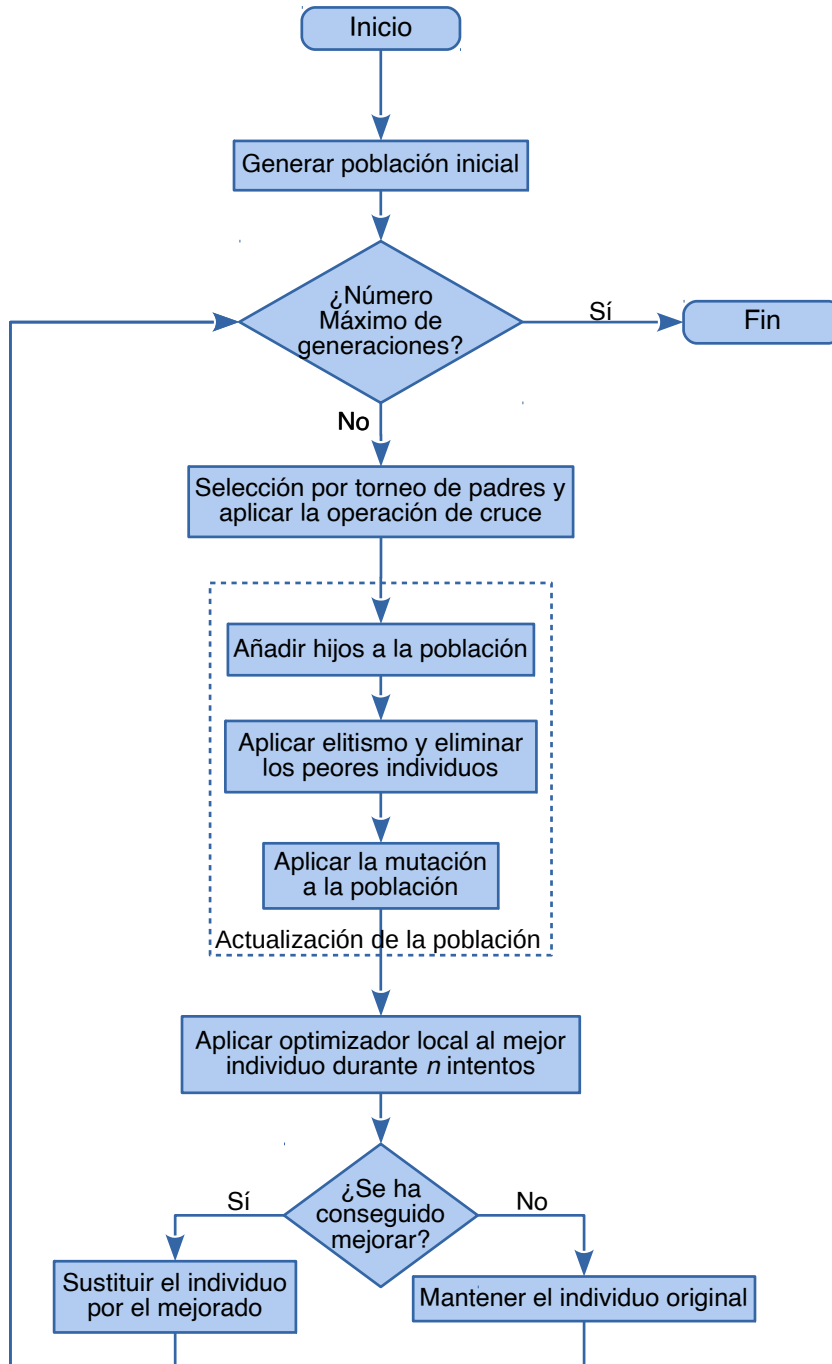 Inicio
Generar población inicial
¿Número
Máximo de
generaciones?
Sí
Fin
No
Selección por torneo de padres y
aplicar la operación de cruce
Añadir hijos a la población
Aplicar elitismo y eliminar
los peores individuos
Aplicar la mutación
a la población
Actualización de la población
Aplicar optimizador local al mejor
individuo durante n intentos
¿Se ha
conseguido
mejorar?
Sí
No
Sustituir el individuo
por el mejorado
Mantener el individuo original